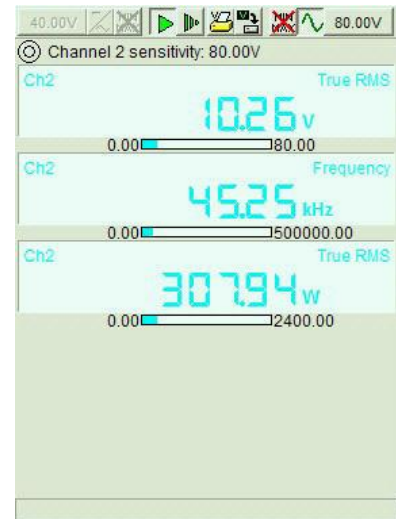 40.00V 80.00V
Channel 2 sensitivity: 80.00V
Ch2 True RMS
10.26 V
0.00 80.00
Ch2 Frequency
45.25 kHz
0.00 500000.00
Ch2 True RMS
307.94 W
0.00 2400.00